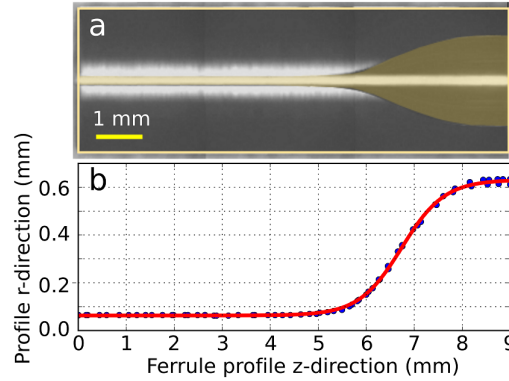 a
1 mm
b
Profile r-direction (mm)
0.6
0.4
0.2
0.0
0 1 2 3 4 5 6 7 8 9
Ferrule profile z-direction (mm)